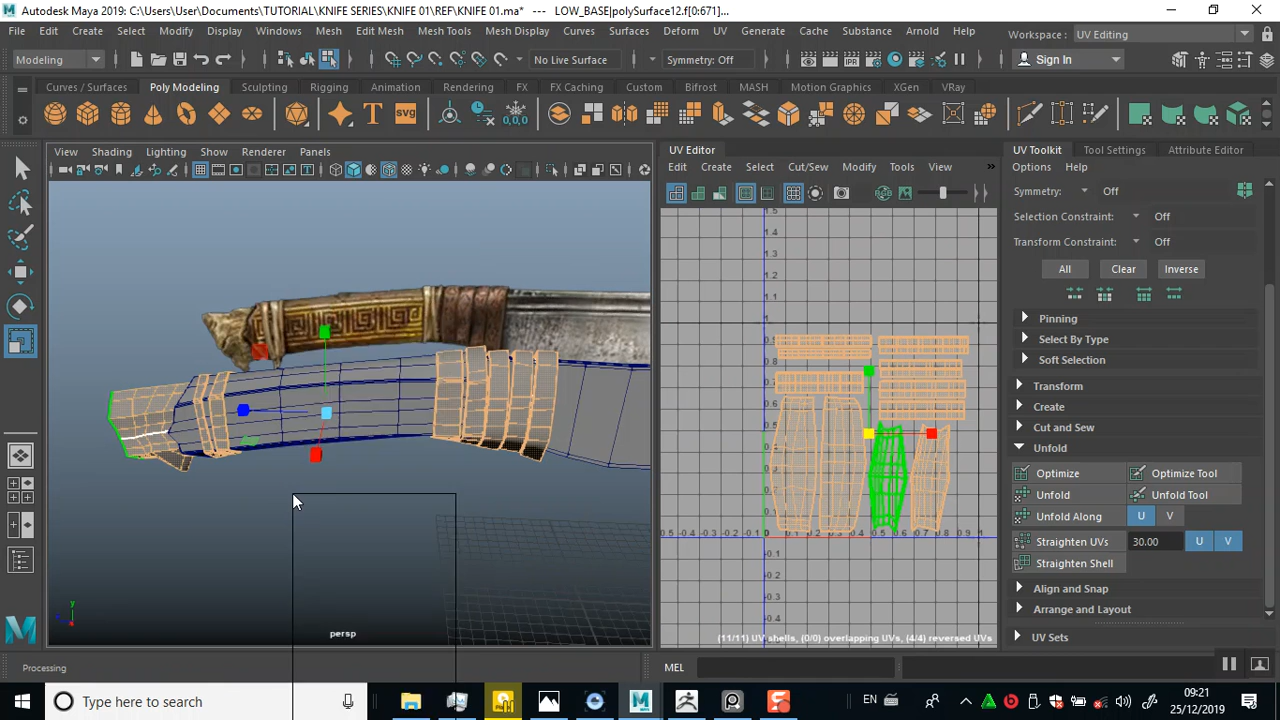 Autodesk Maya 2019: C:\Users\User\Documents\TUTORIAL\KNIFE SERIES\KNIFE 01\REF\KNIFE 01.ma* --- LOW_BASE|polySurface12.f[0:671]...
File Edit Create Select Modify Display Windows Mesh Edit Mesh Mesh Tools Mesh Display Curves Surfaces Deform UV Generate Cache Substance Arnold Help Workspace : UV Editing
Modeling No Live Surface Symmetry: Off Sign In
Curves / Surfaces Poly Modeling Sculpting Rigging Animation Rendering FX FX Caching Custom Bifrost MASH Motion Graphics XGen VRay
T svg 0,0,0
View Shading Lighting Show Renderer Panels
UV Editor
Edit Create Select Cut/Sew Modify Tools View »
UV Toolkit Tool Settings Attribute Editor
Options Help
Symmetry: Off
Selection Constraint: Off
Transform Constraint: Off
All Clear Inverse
Pinning
Select By Type
Soft Selection
Transform
Create
Cut and Sew
Unfold
Optimize Optimize Tool
Unfold Unfold Tool
Unfold Along U V
Straighten UVs 30.00 U V
Straighten Shell
Align and Snap
Arrange and Layout
UV Sets
(11/11) UV shells, (0/0) overlapping UVs, (4/4) reversed UVs
persp
Processing
MEL
Type here to search
EN
09:21
25/12/2019